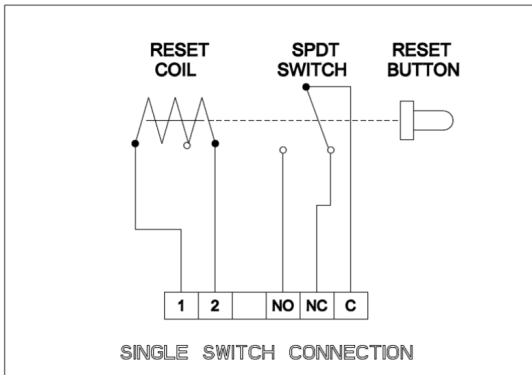 RESET
COIL
SPDT
SWITCH
RESET
BUTTON
1 2 NO NC C
SINGLE SWITCH CONNECTION